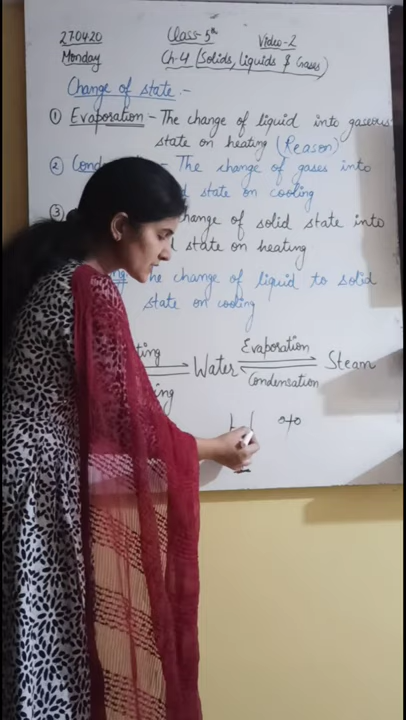 27.04.20 Class-5th Video-2
Monday Ch-4 (Solids, Liquids & Gases)
Change of state :-
① Evaporation - The change of liquid into gaseous
state on heating (Reason)
② - The change of gases into
state on cooling
③ change of solid state into
state on heating
The change of liquid to solid
state on cooling
Evaporation
Water Steam
Condensation